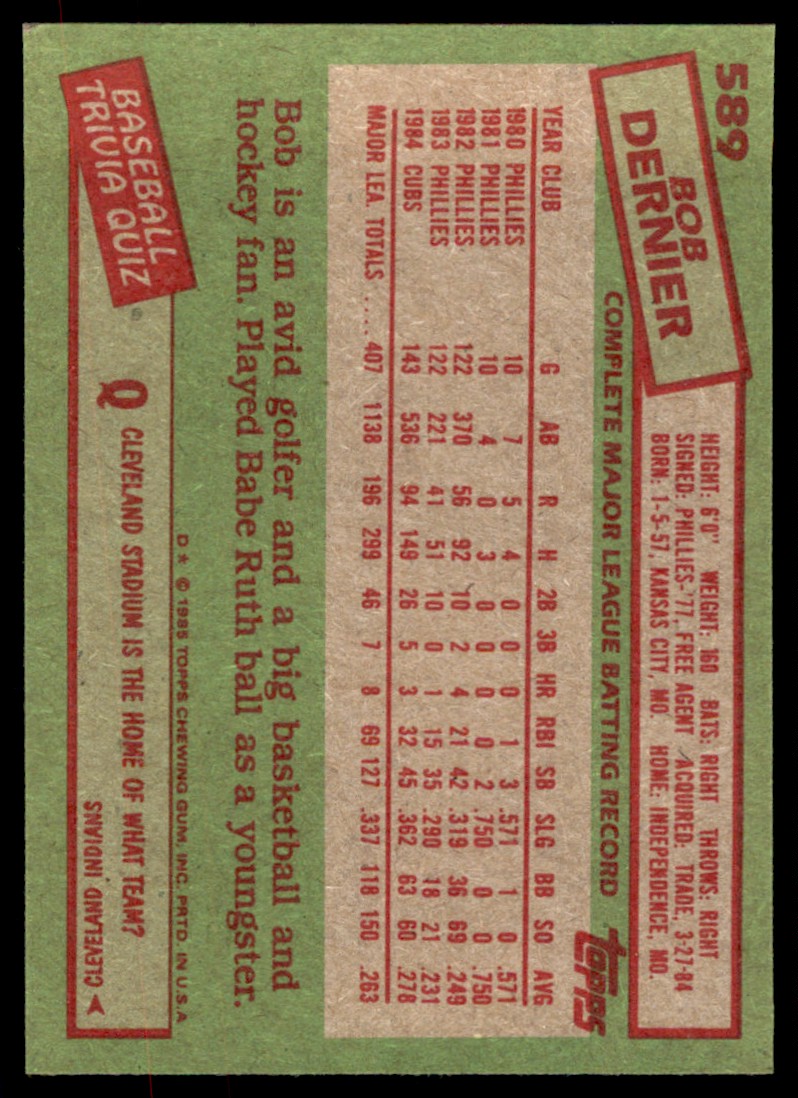 589
BOB
DERNIER
HEIGHT: 6'0" WEIGHT: 160 BATS: RIGHT THROWS: RIGHT
SIGNED: PHILLIES-'77, FREE AGENT ACQUIRED: TRADE, 3-27-84
BORN: 1-5-57, KANSAS CITY, MO. HOME: INDEPENDENCE, MO.
COMPLETE MAJOR LEAGUE BATTING RECORD
topps
YEAR CLUB G AB R H 2B 3B HR RBI SB SLG BB SO AVG
1980 PHILLIES 10 7 5 4 0 0 0 1 3 .571 1 0 .571
1981 PHILLIES 10 4 0 3 0 0 0 0 2 .750 0 0 .750
1982 PHILLIES 122 370 56 92 10 2 4 21 42 .319 36 69 .249
1983 PHILLIES 122 221 41 51 10 0 1 15 35 .290 18 21 .231
1984 CUBS 143 536 94 149 26 5 3 32 45 .362 63 60 .278
MAJOR LEA. TOTALS ..... 407 1138 196 299 46 7 8 69 127 .337 118 150 .263
Bob is an avid golfer and a big basketball and
hockey fan. Played Babe Ruth ball as a youngster.
D* © 1985 TOPPS CHEWING GUM, INC. PRTD. IN U.S.A
BASEBALL
TRIVIA QUIZ
Q CLEVELAND STADIUM IS THE HOME OF WHAT TEAM?
CLEVELAND INDIANS